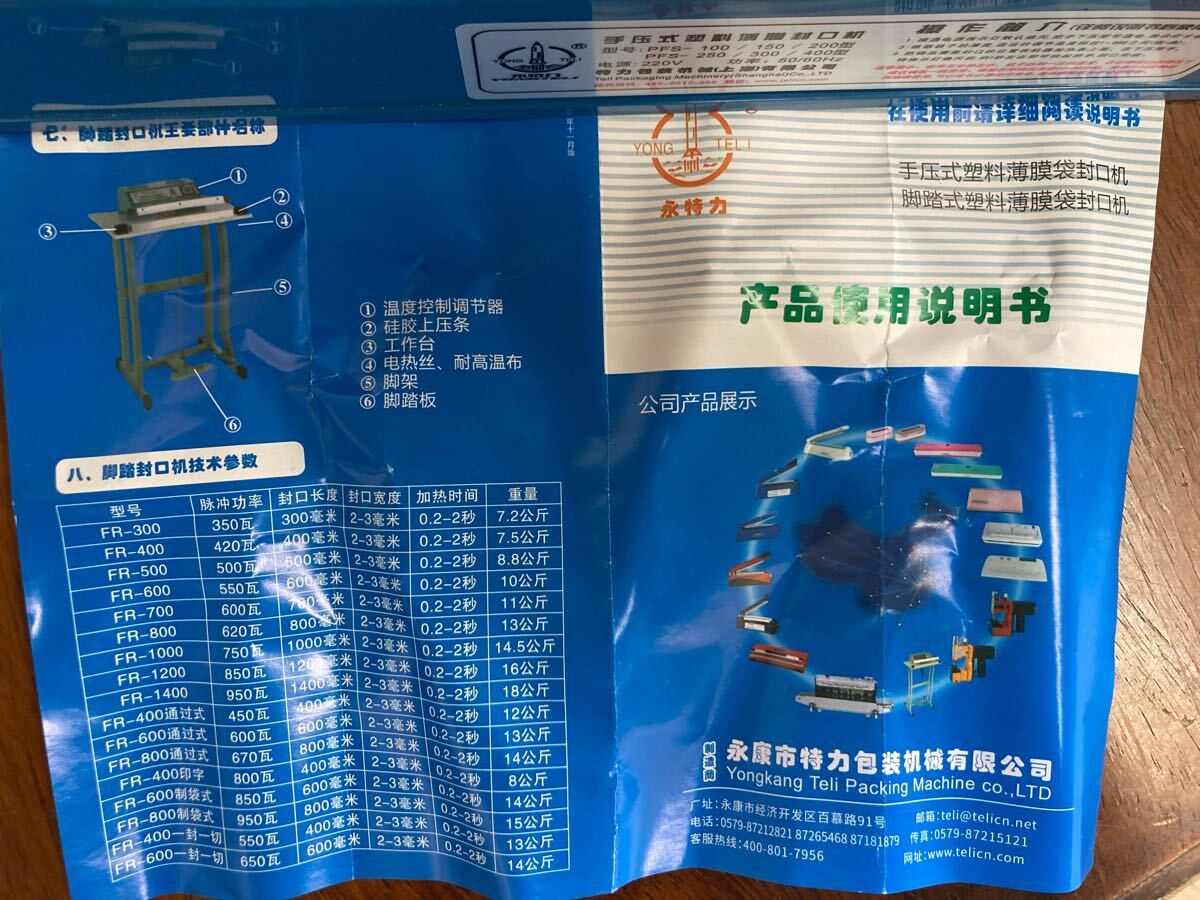 手压式塑料薄膜封口机
型号：PFS-100/150/200型
PFS-250/300/400型
电源：220V 功率：50/60Hz
特力包装机械(上海)有限公司
Teli Packaging Machinery(Shanghai)Co.,LTD
YONG TELI
®
永特力
操作窗门
七、脚踏封口机主要部件名称
①
②
③
④
⑤
⑥
① 温度控制调节器
② 硅胶上压条
③ 工作台
④ 电热丝、耐高温布
⑤ 脚架
⑥ 脚踏板
八、脚踏封口机技术参数
型号 脉冲功率 封口长度 封口宽度 加热时间 重量
FR-300 350瓦 300毫米 2-3毫米 0.2-2秒 7.2公斤
FR-400 420瓦 400毫米 2-3毫米 0.2-2秒 7.5公斤
FR-500 500瓦 500毫米 2-3毫米 0.2-2秒 8.8公斤
FR-600 550瓦 600毫米 2-3毫米 0.2-2秒 10公斤
FR-700 600瓦 700毫米 2-3毫米 0.2-2秒 11公斤
FR-800 620瓦 800毫米 2-3毫米 0.2-2秒 13公斤
FR-1000 750瓦 1000毫米 2-3毫米 0.2-2秒 14.5公斤
FR-1200 850瓦 1200毫米 2-3毫米 0.2-2秒 16公斤
FR-1400 950瓦 1400毫米 2-3毫米 0.2-2秒 18公斤
FR-400通过式 450瓦 400毫米 2-3毫米 0.2-2秒 12公斤
FR-600通过式 600瓦 600毫米 2-3毫米 0.2-2秒 13公斤
FR-800通过式 670瓦 800毫米 2-3毫米 0.2-2秒 14公斤
FR-400印字 800瓦 400毫米 2-3毫米 0.2-2秒 8公斤
FR-600制袋式 850瓦 600毫米 2-3毫米 0.2-2秒 14公斤
FR-800制袋式 950瓦 800毫米 2-3毫米 0.2-2秒 15公斤
FR-400一封一切 550瓦 400毫米 2-3毫米 0.2-2秒 13公斤
FR-600一封一切 650瓦 600毫米 2-3毫米 0.2-2秒 14公斤
年十一月版
在使用前请详细阅读说明书
YONG TELI
永特力
手压式塑料薄膜袋封口机
脚踏式塑料薄膜袋封口机
产品使用说明书
公司产品展示
制造商 永康市特力包装机械有限公司
Yongkang Teli Packing Machine co.,LTD
厂址:永康市经济开发区百慕路91号 邮箱:teli@telicn.net
电话:0579-87212821 87265468 87181879 传真:0579-87215121
客服热线:400-801-7956 网址:www.telicn.com